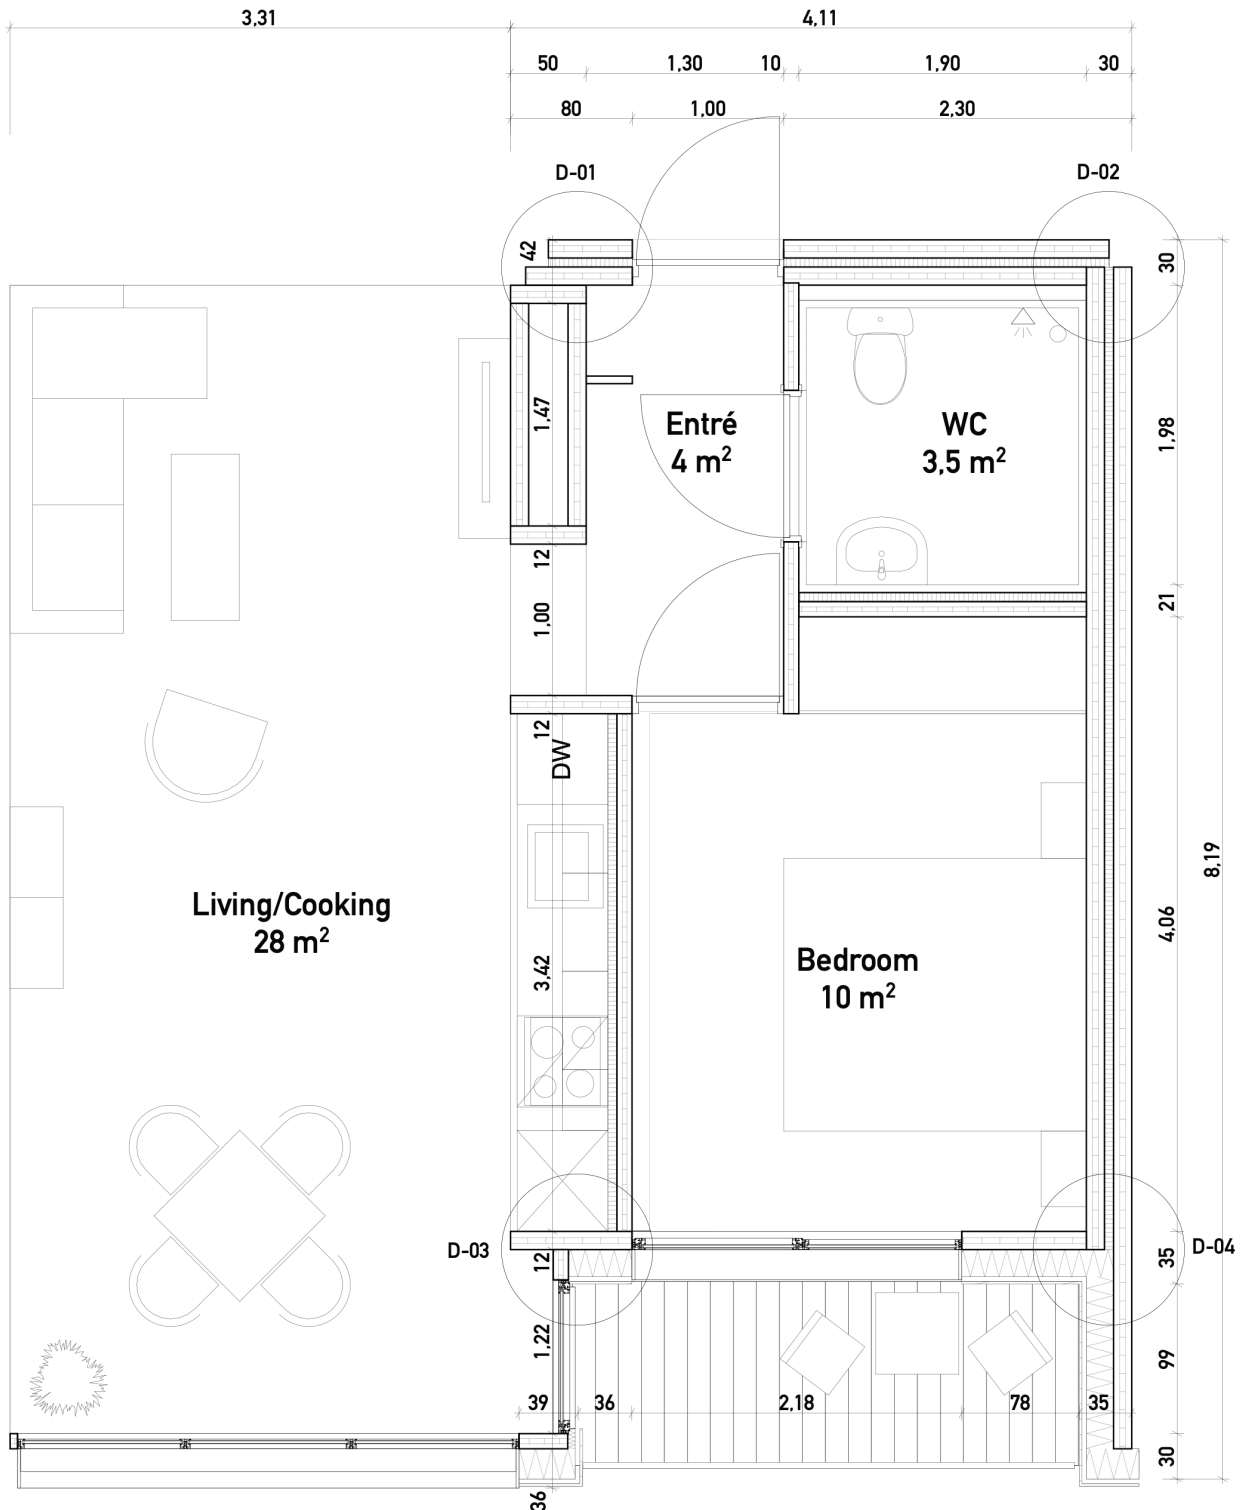 3,31
4,11
50
1,30
10
1,90
30
80
1,00
2,30
D-01
D-02
42
30
1,47
Entré
4 m²
WC
3,5 m²
1,98
12
1,00
21
12
DW
8,19
Living/Cooking
28 m²
3,42
4,06
Bedroom
10 m²
D-03
12
35
D-04
1,22
99
39
36
2,18
78
35
30
36